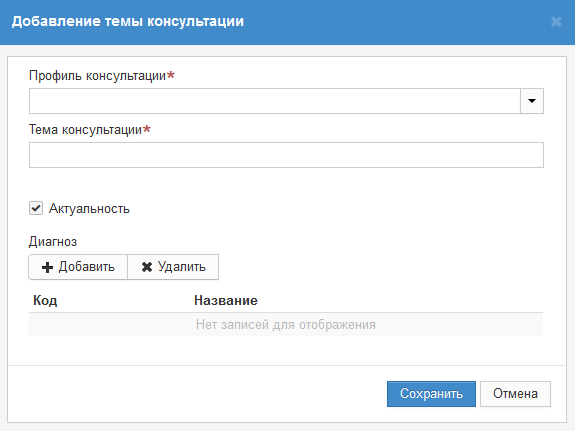 Добавление темы консультации
Профиль консультации*
Тема консультации*
Актуальность
Диагноз
Добавить Удалить
Код Название
Нет записей для отображения
Сохранить Отмена